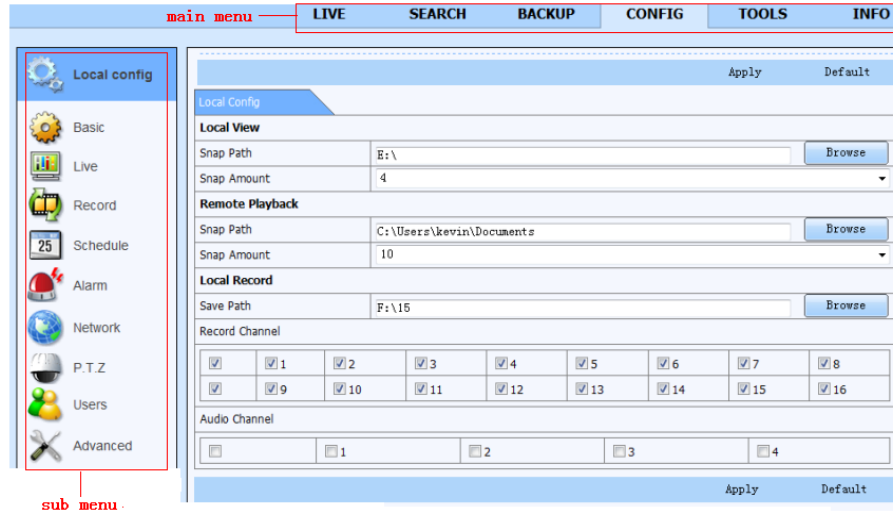 main menu
LIVE SEARCH BACKUP CONFIG TOOLS INFO
Local config
Basic
Live
Record
25
Schedule
Alarm
Network
P.T.Z
Users
Advanced
sub menu
Apply Default
Local Config
Local View
Snap Path E:\ Browse
Snap Amount 4
Remote Playback
Snap Path C:\Users\kevin\Documents Browse
Snap Amount 10
Local Record
Save Path F:\15 Browse
Record Channel
1 2 3 4 5 6 7 8
9 10 11 12 13 14 15 16
Audio Channel
1 2 3 4
Apply Default